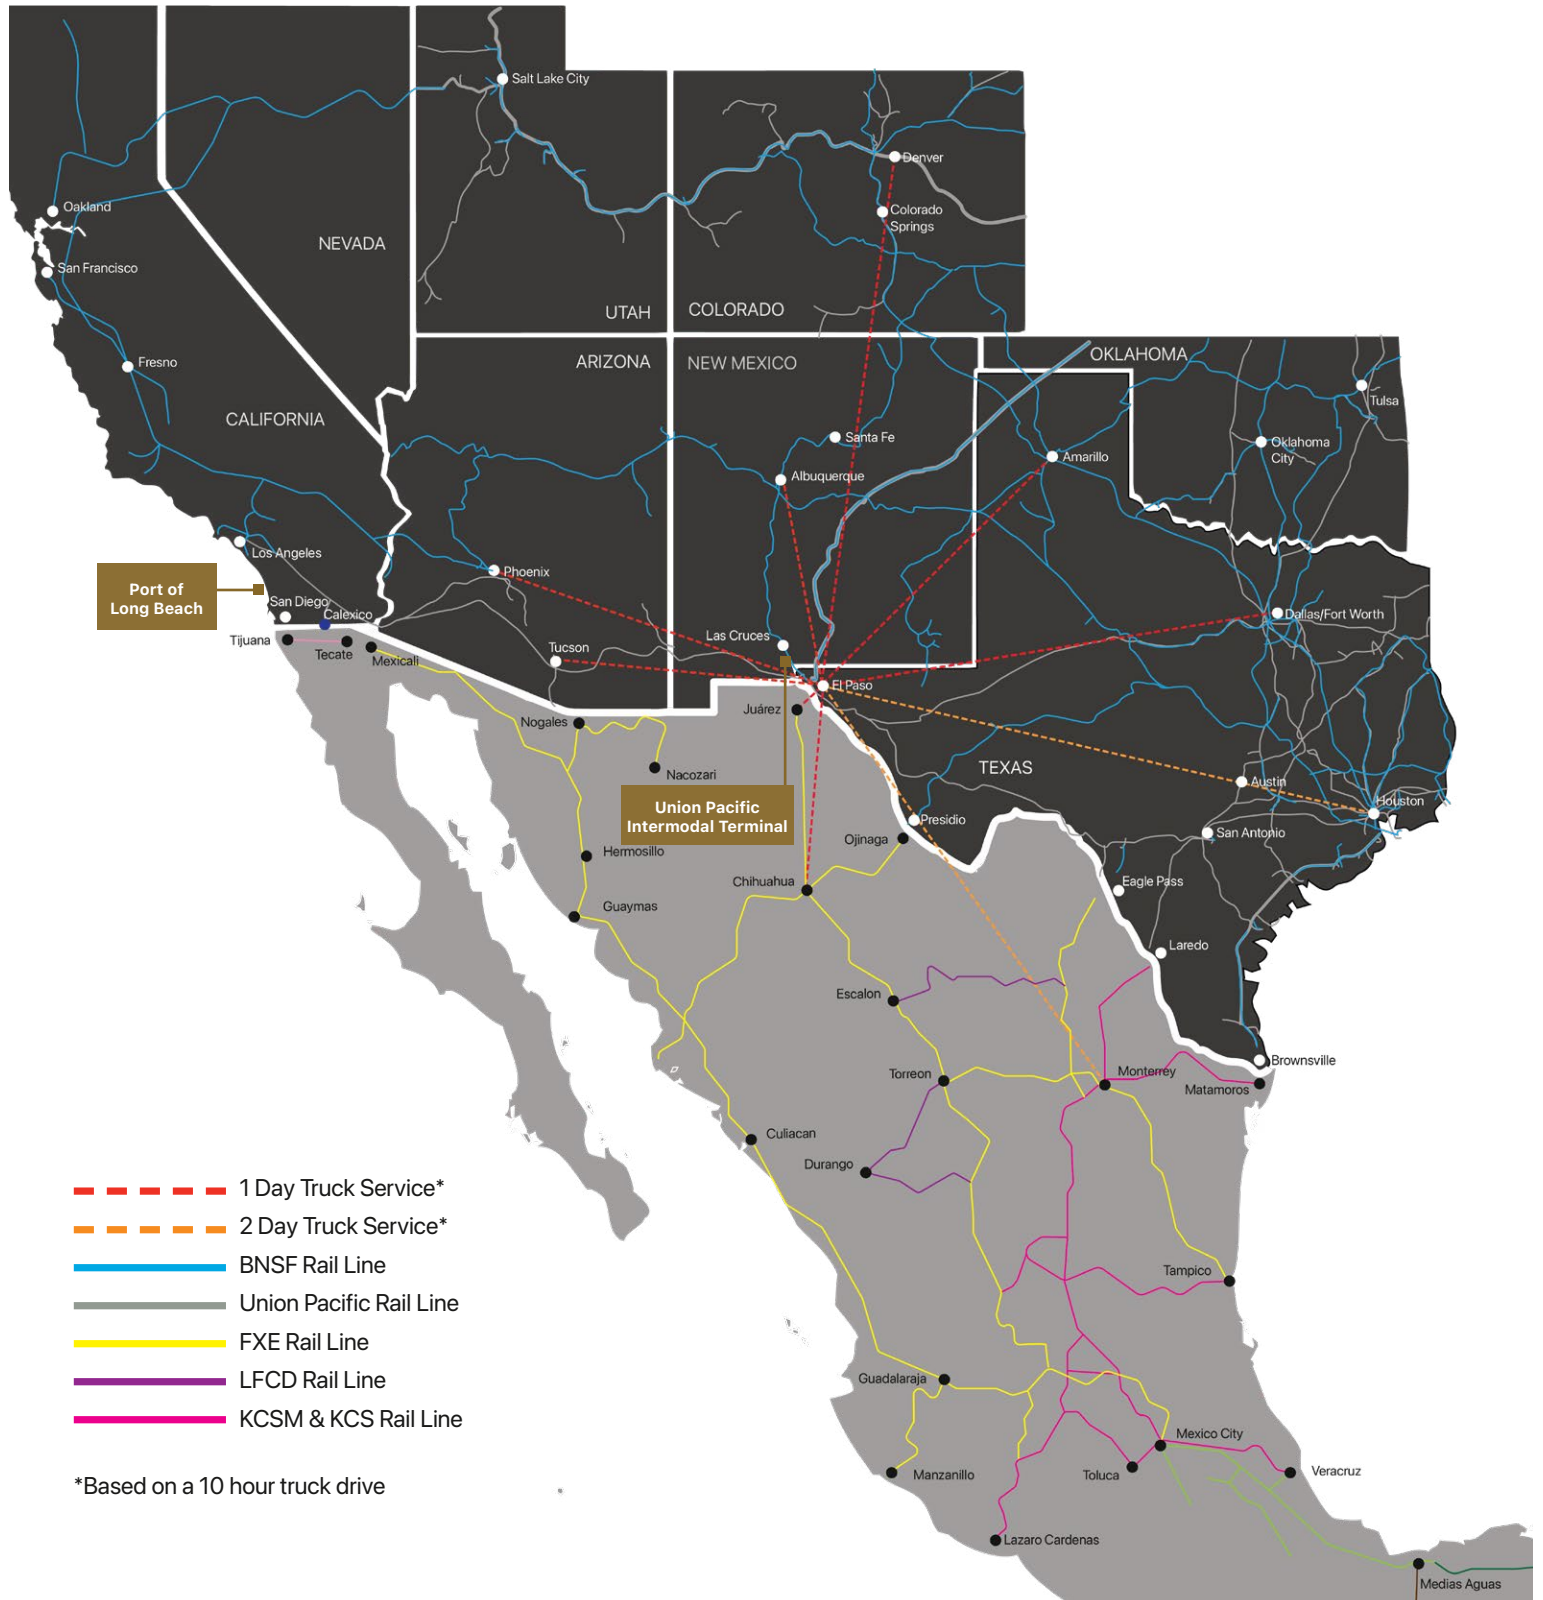 Salt Lake City
Denver
Colorado
Springs
Oakland
NEVADA
San Francisco
UTAH
COLORADO
ARIZONA
NEW MEXICO
OKLAHOMA
Fresno
Tulsa
CALIFORNIA
Santa Fe
Oklahoma
City
Amarillo
Albuquerque
Los Angeles
Phoenix
Port of
Long Beach
San Diego
Calexico
Dallas/Fort Worth
Tijuana
Tecate
Mexicali
Las Cruces
Tucson
El Paso
Juárez
Nogales
Nacozari
TEXAS
Austin
Houston
Union Pacific
Intermodal Terminal
Presidio
San Antonio
Ojinaga
Hermosillo
Chihuahua
Eagle Pass
Guaymas
Laredo
Escalon
Brownsville
Torreon
Monterrey
Matamoros
Culiacan
Durango
1 Day Truck Service*
2 Day Truck Service*
BNSF Rail Line
Union Pacific Rail Line
FXE Rail Line
LFCD Rail Line
KCSM & KCS Rail Line
*Based on a 10 hour truck drive
Tampico
Guadalaraja
Mexico City
Manzanillo
Toluca
Veracruz
Lazaro Cardenas
Medias Aguas